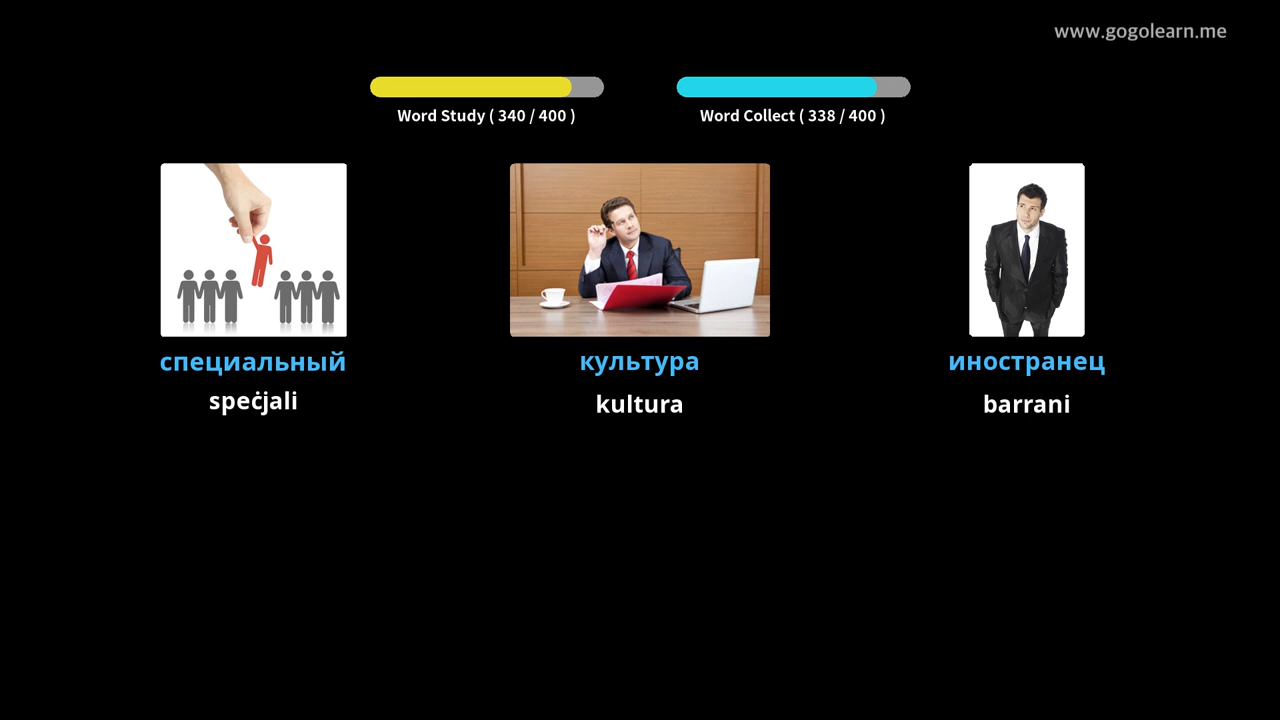 www.gogolearn.me
Word Study ( 340 / 400 )
Word Collect ( 338 / 400 )
специальный
культура
иностранец
speċjali
kultura
barrani